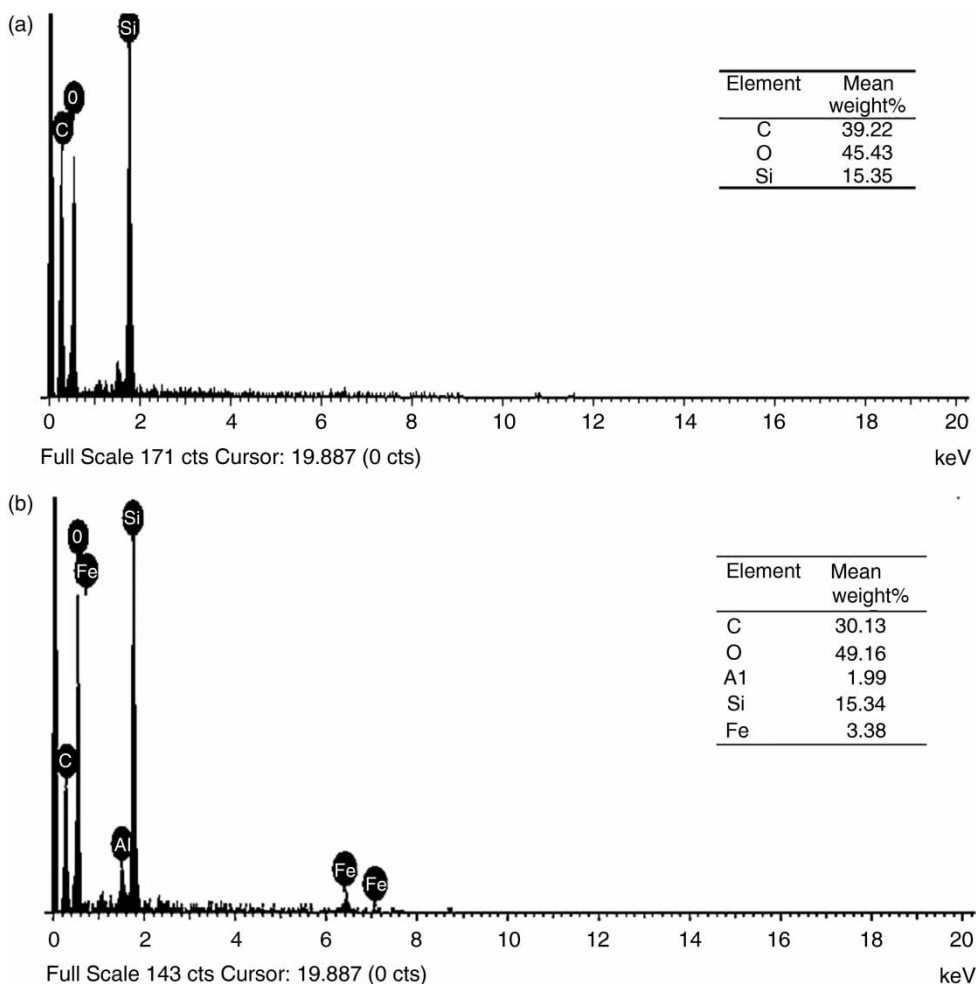 (a)
Si
0
C
Element Mean
weight%
C 39.22
O 45.43
Si 15.35
0 2 4 6 8 10 12 14 16 18 20
Full Scale 171 cts Cursor: 19.887 (0 cts) keV
(b)
Si
0
Fe
C
Al
Fe
Fe
Element Mean
weight%
C 30.13
O 49.16
A1 1.99
Si 15.34
Fe 3.38
0 2 4 6 8 10 12 14 16 18 20
Full Scale 143 cts Cursor: 19.887 (0 cts) keV